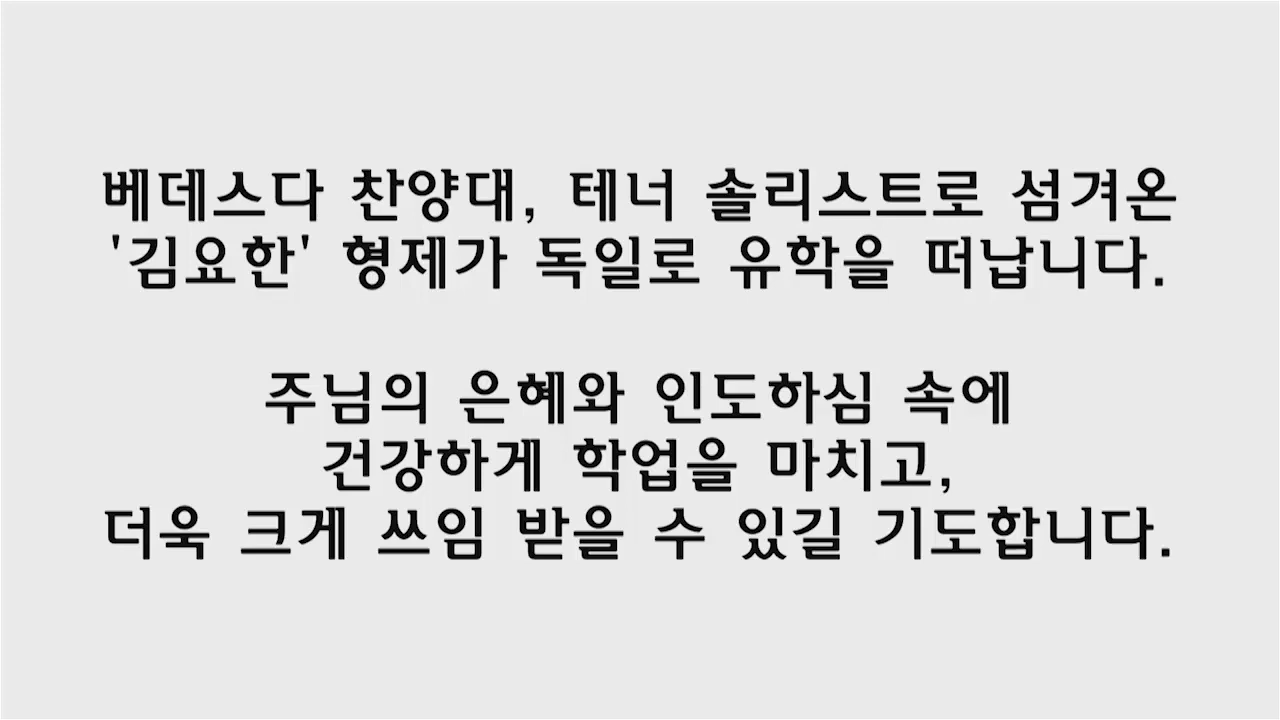 베데스다 찬양대, 테너 솔리스트로 섬겨온
'김요한' 형제가 독일로 유학을 떠납니다.
주님의 은혜와 인도하심 속에
건강하게 학업을 마치고,
더욱 크게 쓰임 받을 수 있길 기도합니다.